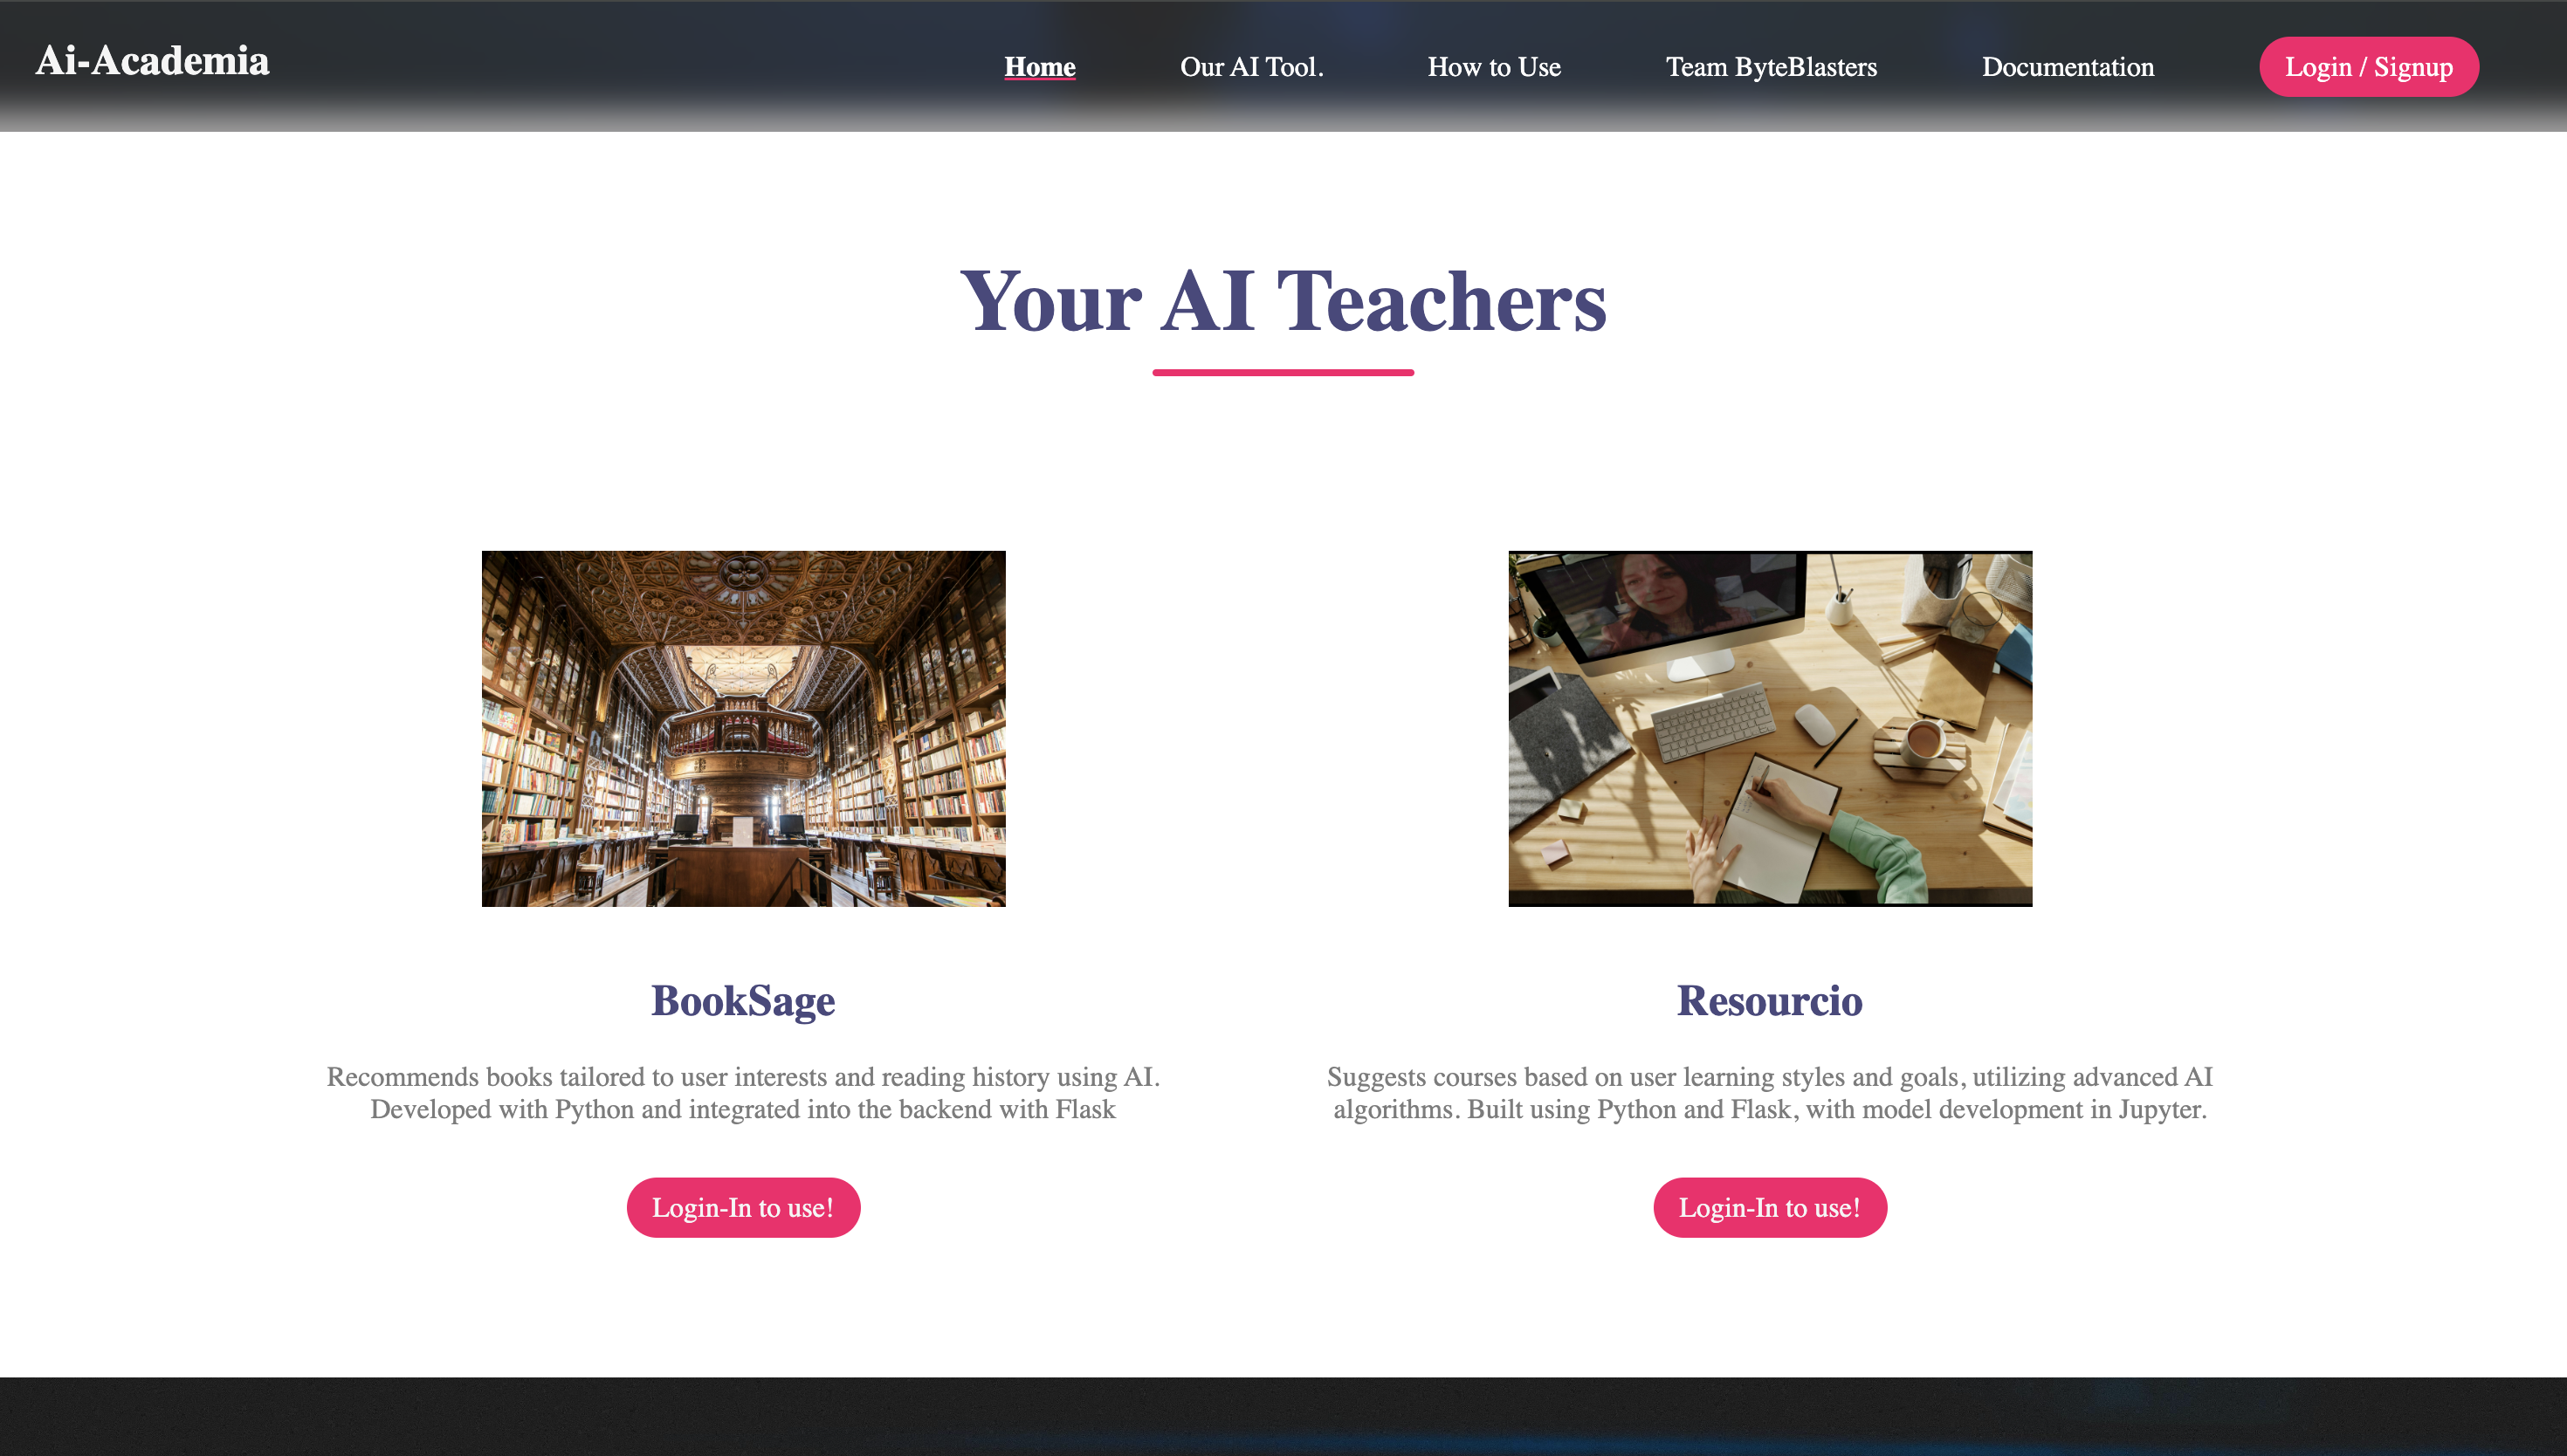 Ai-Academia
Home
Our AI Tool.
How to Use
Team ByteBlasters
Documentation
Login / Signup
Your AI Teachers
BookSage
Recommends books tailored to user interests and reading history using AI.
Developed with Python and integrated into the backend with Flask
Login-In to use!
Resourcio
Suggests courses based on user learning styles and goals, utilizing advanced AI
algorithms. Built using Python and Flask, with model development in Jupyter.
Login-In to use!